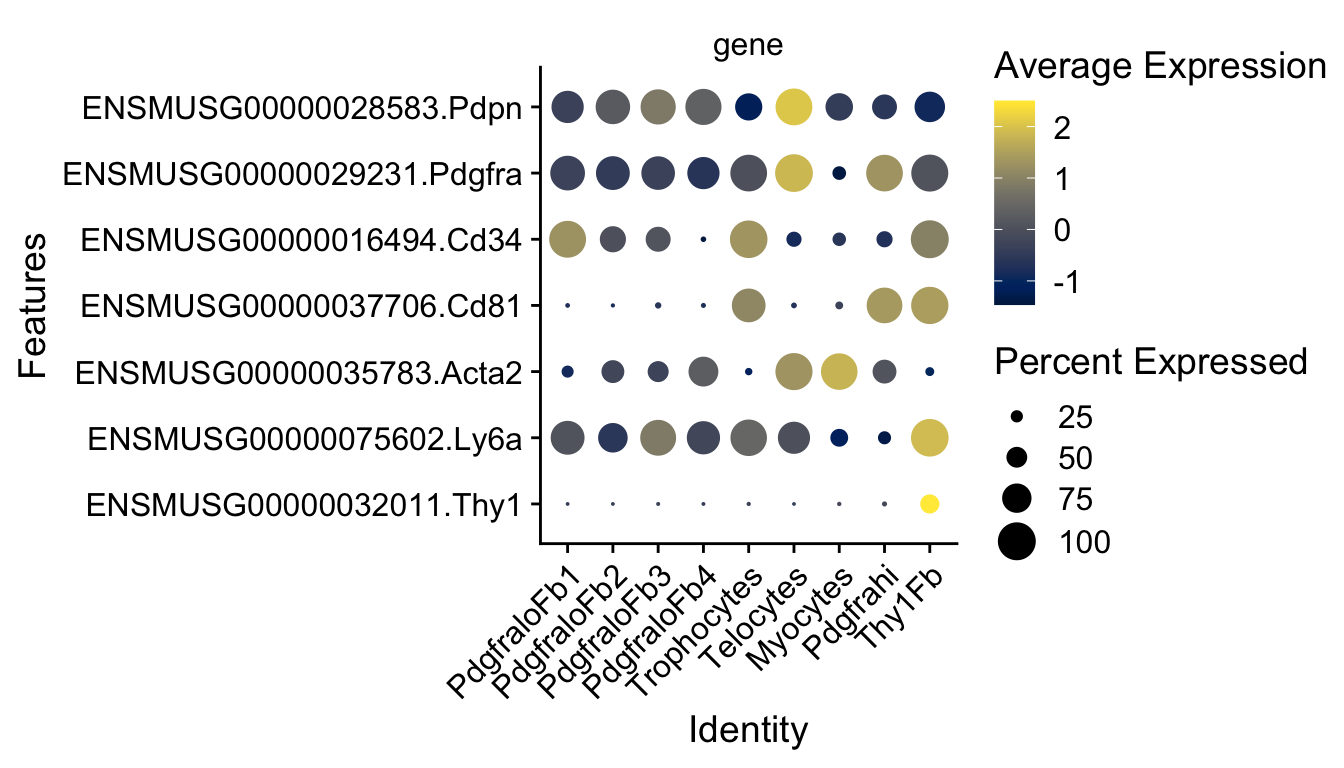 gene
ENSMUSG00000028583.Pdpn
ENSMUSG00000029231.Pdgfra
ENSMUSG00000016494.Cd34
ENSMUSG00000037706.Cd81
ENSMUSG00000035783.Acta2
ENSMUSG00000075602.Ly6a
ENSMUSG00000032011.Thy1
Features
PdgfraloFb1
PdgfraloFb2
PdgfraloFb3
PdgfraloFb4
Trophocytes
Telocytes
Myocytes
Pdgfrahi
Thy1Fb
Identity
Average Expression
2
1
0
-1
Percent Expressed
25
50
75
100